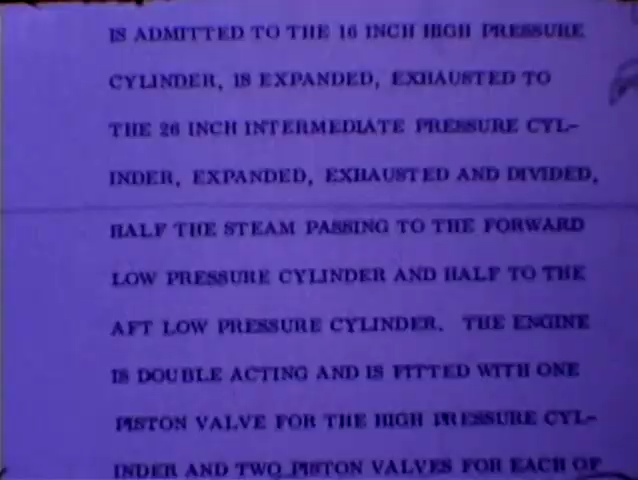 IS ADMITTED TO THE 16 INCH HIGH PRESSURE
CYLINDER, IS EXPANDED, EXHAUSTED TO
THE 26 INCH INTERMEDIATE PRESSURE CYL-
INDER, EXPANDED, EXHAUSTED AND DIVIDED,
HALF THE STEAM PASSING TO THE FORWARD
LOW PRESSURE CYLINDER AND HALF TO THE
AFT LOW PRESSURE CYLINDER. THE ENGINE
IS DOUBLE ACTING AND IS FITTED WITH ONE
PISTON VALVE FOR THE HIGH PRESSURE CYL-
INDER AND TWO PISTON VALVES FOR EACH OF